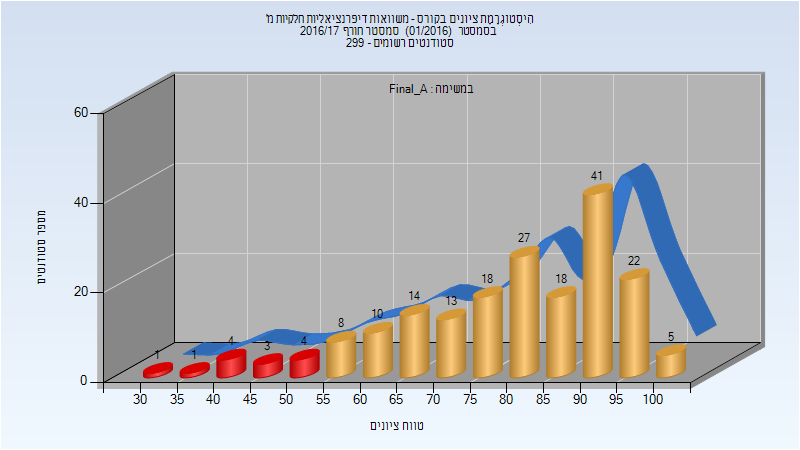 היסטוגרמת ציונים בקורס - משוואות דיפרנציאליות חלקיות מ'
בסמסטר (01/2016) סמסטר חורף 2016/17
סטודנטים רשומים - 299
במשימה : Final_A
מספר סטודנטים
60
40
20
0
1 1 4 3 4 8 10 14 13 18 27 18 41 22 5
30 35 40 45 50 55 60 65 70 75 80 85 90 95 100
טווח ציונים